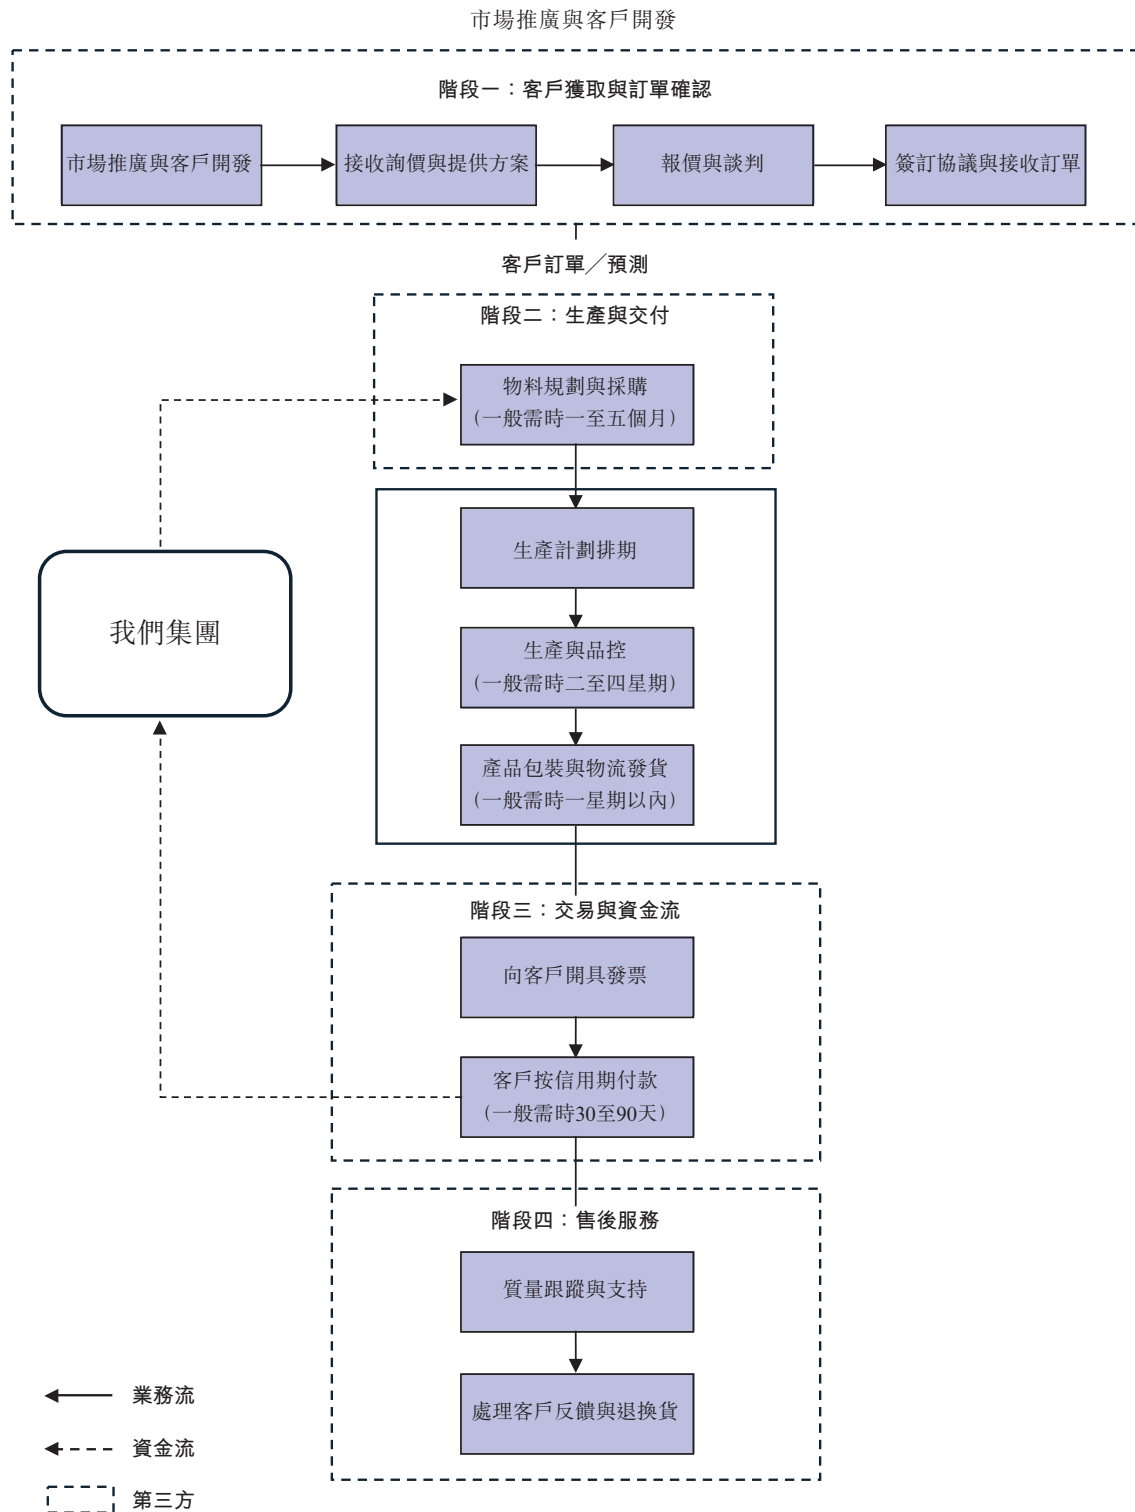 市場推廣與客戶開發
階段一：客戶獲取與訂單確認
市場推廣與客戶開發
接收詢價與提供方案
報價與談判
簽訂協議與接收訂單
客戶訂單／預測
階段二：生產與交付
物料規劃與採購
（一般需時一至五個月）
生產計劃排期
我們集團
生產與品控
（一般需時二至四星期）
產品包裝與物流發貨
（一般需時一星期以內）
階段三：交易與資金流
向客戶開具發票
客戶按信用期付款
（一般需時30至90天）
階段四：售後服務
質量跟蹤與支持
處理客戶反饋與退換貨
業務流
資金流
第三方